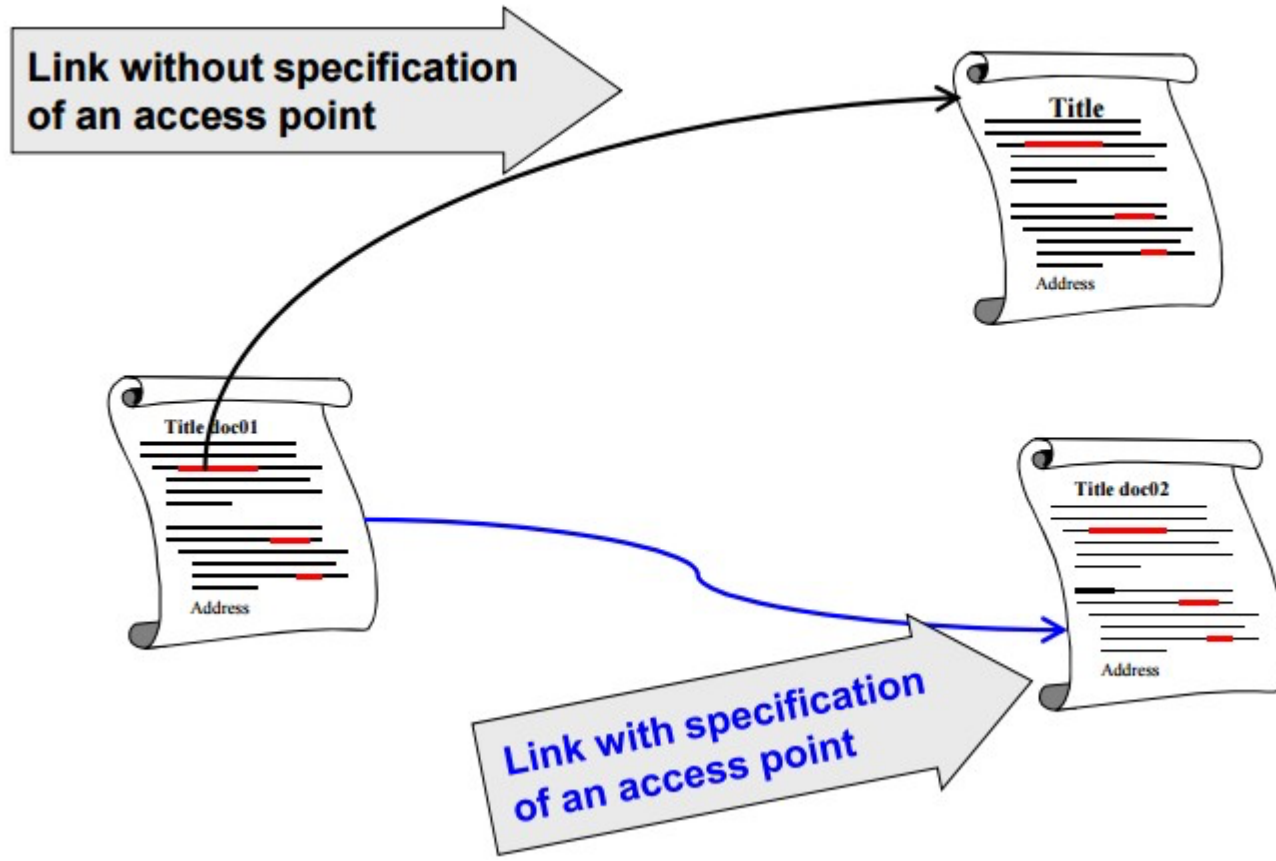 Link without specification
of an access point
Title
Address
Title doc01
Address
Title doc02
Address
Link with specification
of an access point